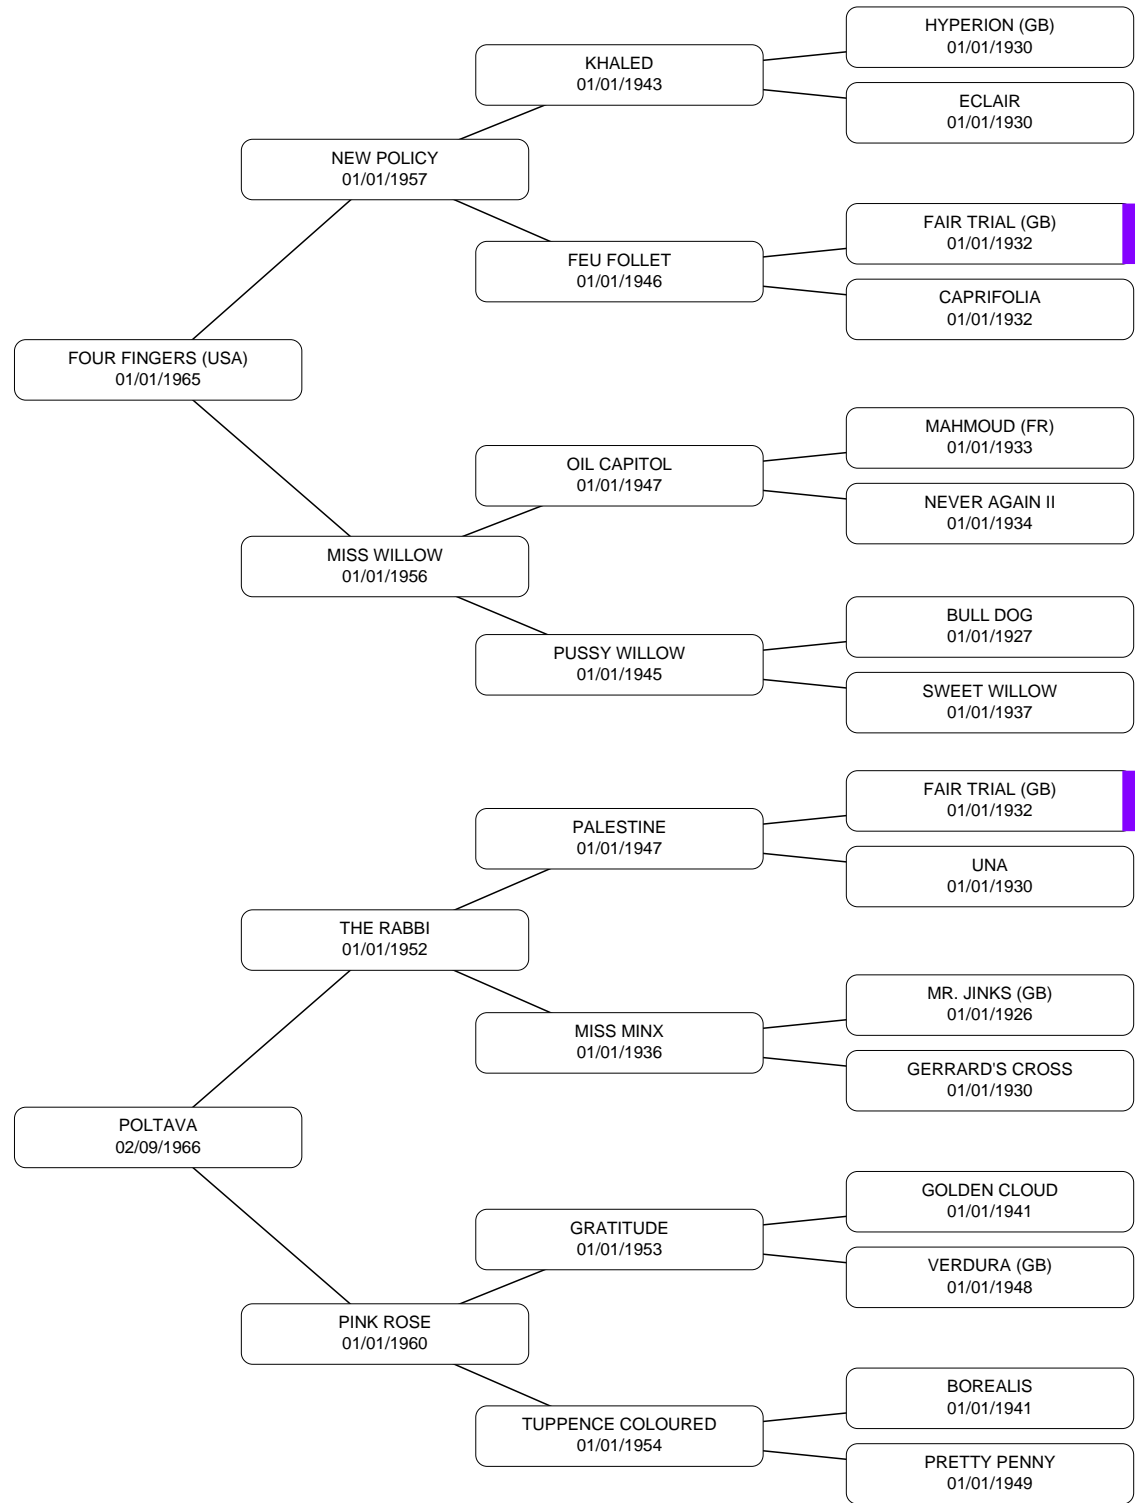 HYPERION (GB)
01/01/1930
KHALED
01/01/1943
ECLAIR
01/01/1930
NEW POLICY
01/01/1957
FAIR TRIAL (GB)
01/01/1932
FEU FOLLET
01/01/1946
CAPRIFOLIA
01/01/1932
FOUR FINGERS (USA)
01/01/1965
MAHMOUD (FR)
01/01/1933
OIL CAPITOL
01/01/1947
NEVER AGAIN II
01/01/1934
MISS WILLOW
01/01/1956
BULL DOG
01/01/1927
PUSSY WILLOW
01/01/1945
SWEET WILLOW
01/01/1937
FAIR TRIAL (GB)
01/01/1932
PALESTINE
01/01/1947
UNA
01/01/1930
THE RABBI
01/01/1952
MR. JINKS (GB)
01/01/1926
MISS MINX
01/01/1936
GERRARD'S CROSS
01/01/1930
POLTAVA
02/09/1966
GOLDEN CLOUD
01/01/1941
GRATITUDE
01/01/1953
VERDURA (GB)
01/01/1948
PINK ROSE
01/01/1960
BOREALIS
01/01/1941
TUPPENCE COLOURED
01/01/1954
PRETTY PENNY
01/01/1949